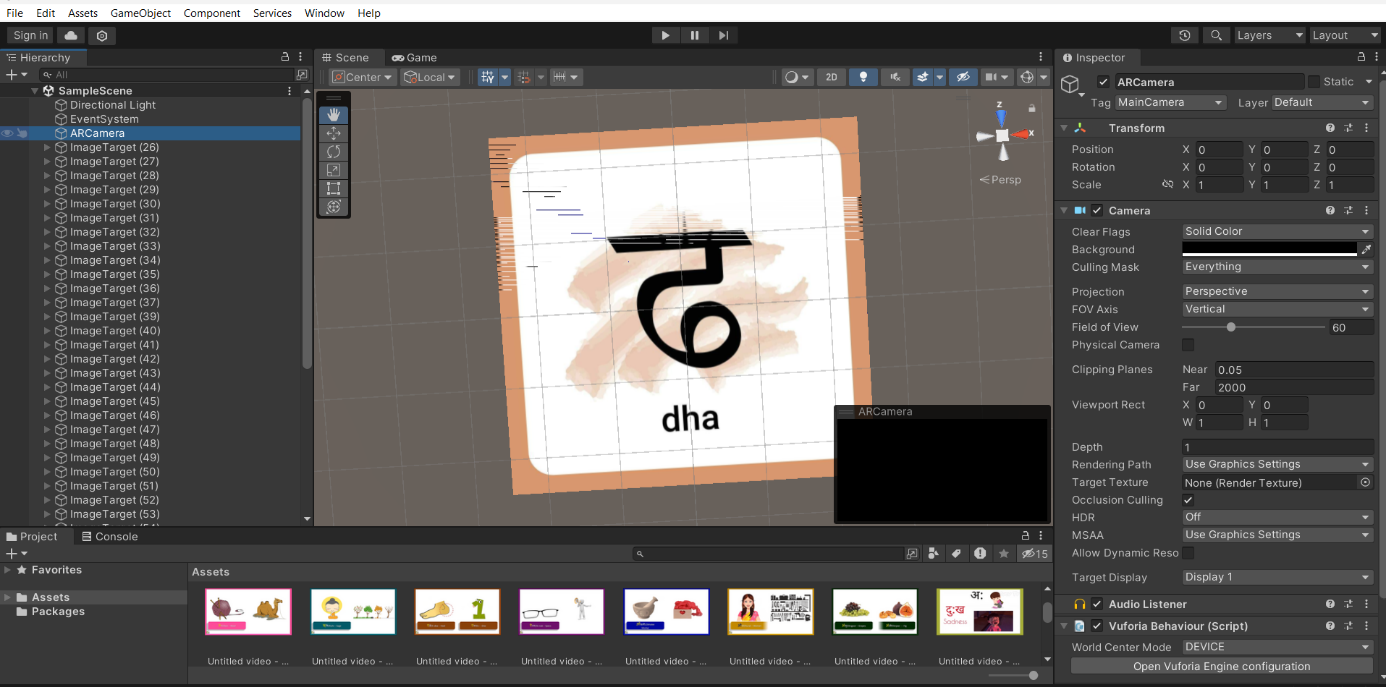 File Edit Assets GameObject Component Services Window Help
Sign in Layers Layout
Hierarchy
All
SampleScene
Directional Light
EventSystem
ARCamera
ImageTarget (26)
ImageTarget (27)
ImageTarget (28)
ImageTarget (29)
ImageTarget (30)
ImageTarget (31)
ImageTarget (32)
ImageTarget (33)
ImageTarget (34)
ImageTarget (35)
ImageTarget (36)
ImageTarget (37)
ImageTarget (39)
ImageTarget (40)
ImageTarget (41)
ImageTarget (42)
ImageTarget (43)
ImageTarget (44)
ImageTarget (45)
ImageTarget (46)
ImageTarget (47)
ImageTarget (48)
ImageTarget (49)
ImageTarget (50)
ImageTarget (51)
ImageTarget (52)
ImageTarget (53)
Scene Game
Center Local 2D
z
x
Persp
dha
ARCamera
Inspector
ARCamera Static
Tag MainCamera Layer Default
Transform
Position X 0 Y 0 Z 0
Rotation X 0 Y 0 Z 0
Scale X 1 Y 1 Z 1
Camera
Clear Flags Solid Color
Background
Culling Mask Everything
Projection Perspective
FOV Axis Vertical
Field of View 60
Physical Camera
Clipping Planes Near 0.05
Far 2000
Viewport Rect X 0 Y 0
W 1 H 1
Depth 1
Rendering Path Use Graphics Settings
Target Texture None (Render Texture)
Occlusion Culling
HDR Off
MSAA Use Graphics Settings
Allow Dynamic Reso
Target Display Display 1
Audio Listener
Vuforia Behaviour (Script)
World Center Mode DEVICE
Open Vuforia Engine configuration
Project Console
15
Favorites
Assets
Packages
Assets
अः
दुःख
Sadness
Untitled video - ... Untitled video - ... Untitled video - ... Untitled video - ... Untitled video - ... Untitled video - ... Untitled video - ... Untitled video - ...